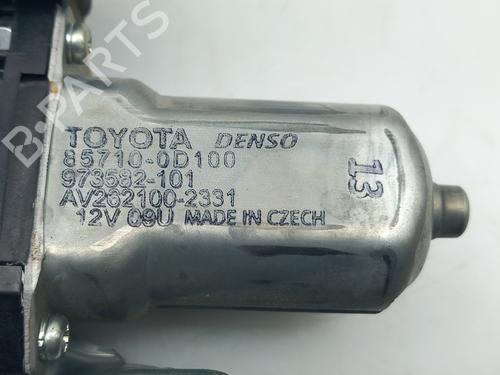 TOYOTA DENSO
85710-0D100
973582-101
AV262100-2331
12V 09U MADE IN CZECH
13
B-PARTS